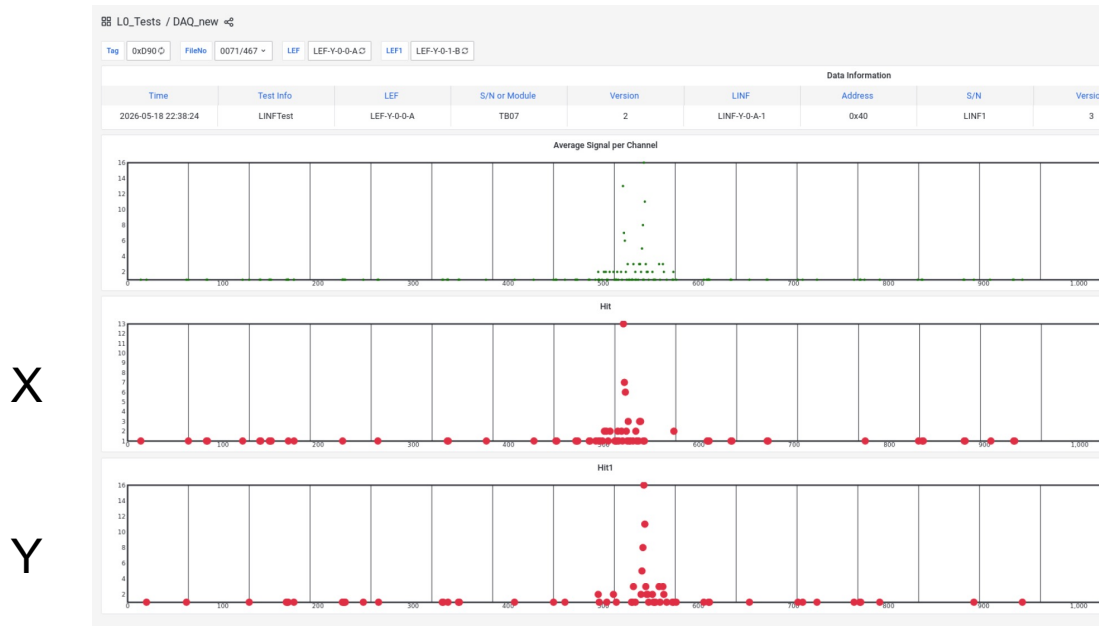 L0_Tests / DAQ_new
Tag 0xD90 FileNo 0071/467 LEF LEF-Y-0-0-A LEF1 LEF-Y-0-1-B
Data Information
Time Test Info LEF S/N or Module Version LINF Address S/N Versio
2026-05-18 22:38:24 LINFTest LEF-Y-0-0-A TB07 2 LINF-Y-0-A-1 0x40 LINF1 3
Average Signal per Channel
16
14
12
10
8
6
4
2
0 100 200 300 400 500 600 700 800 900 1,000
X
Hit
13
12
11
10
9
8
7
6
5
4
3
2
1
0 100 200 300 400 500 600 700 800 900 1,000
Y
Hit1
16
14
12
10
8
6
4
2
0 100 200 300 400 500 600 700 800 900 1,000